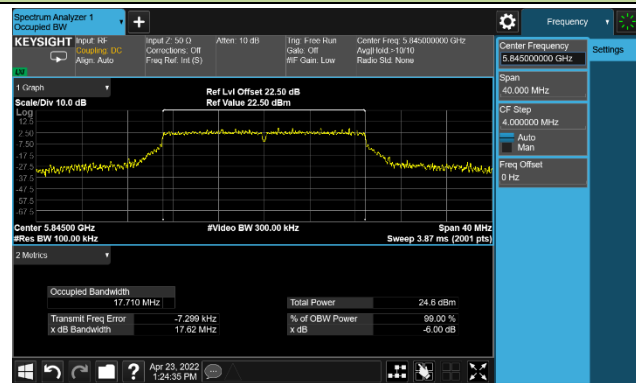 Spectrum Analyzer 1
Occupied BW
Frequency
KEYSIGHT
Input: RF
Coupling: DC
Align: Auto
Input Z: 50 Ω
Corrections: Off
Freq Ref: Int (S)
Atten: 10 dB
Trig: Free Run
Gate: Off
#IF Gain: Low
Center Freq: 5.845000000 GHz
Avg|Hold:>10/10
Radio Std: None
Center Frequency
5.845000000 GHz
Settings
Span
40.000 MHz
CF Step
4.000000 MHz
Auto
Man
Freq Offset
0 Hz
1 Graph
Scale/Div 10.0 dB
Ref Lvl Offset 22.50 dB
Ref Value 22.50 dBm
Log
12.5
2.50
-7.50
-17.5
-27.5
-37.5
-47.5
-57.5
-67.5
Center 5.84500 GHz
#Res BW 100.00 kHz
#Video BW 300.00 kHz
Span 40 MHz
Sweep 3.87 ms (2001 pts)
2 Metrics
Occupied Bandwidth
17.710 MHz
Total Power 24.6 dBm
Transmit Freq Error -7.299 kHz
% of OBW Power 99.00 %
x dB Bandwidth 17.62 MHz
x dB -6.00 dB
Apr 23, 2022
1:24:35 PM